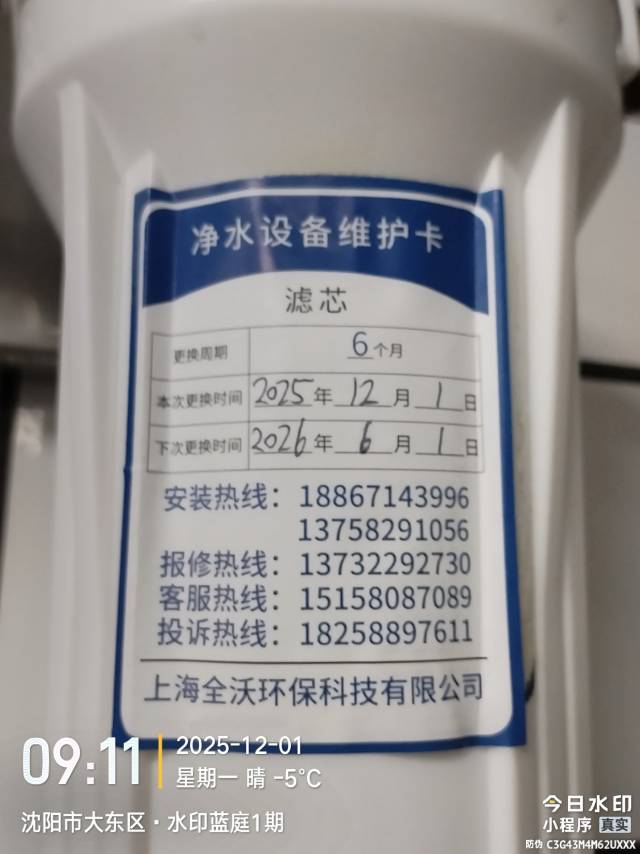 净水设备维护卡
滤芯
更换周期 6个月
本次更换时间 2025年 12月 1日
下次更换时间 2026年 6月 1日
安装热线：18867143996
13758291056
报修热线：13732292730
客服热线：15158087089
投诉热线：18258897611
上海全沃环保科技有限公司
09:11 2025-12-01
星期一 晴 -5°C
沈阳市大东区·水印蓝庭1期
今日水印
小程序 真实
防伪 C3G43M4M62UXXX